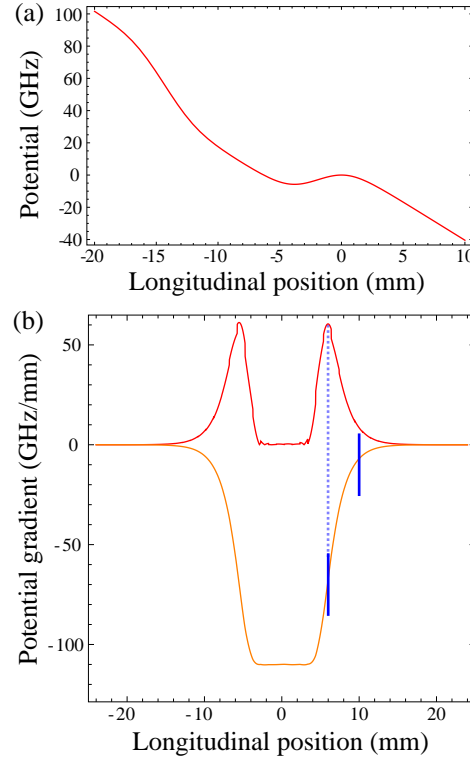 (a)
100
80
60
40
20
0
-20
-40
Potential (GHz)
-20 -15 -10 -5 0 5 10
Longitudinal position (mm)
(b)
50
0
-50
-100
Potential gradient (GHz/mm)
-20 -10 0 10 20
Longitudinal position (mm)